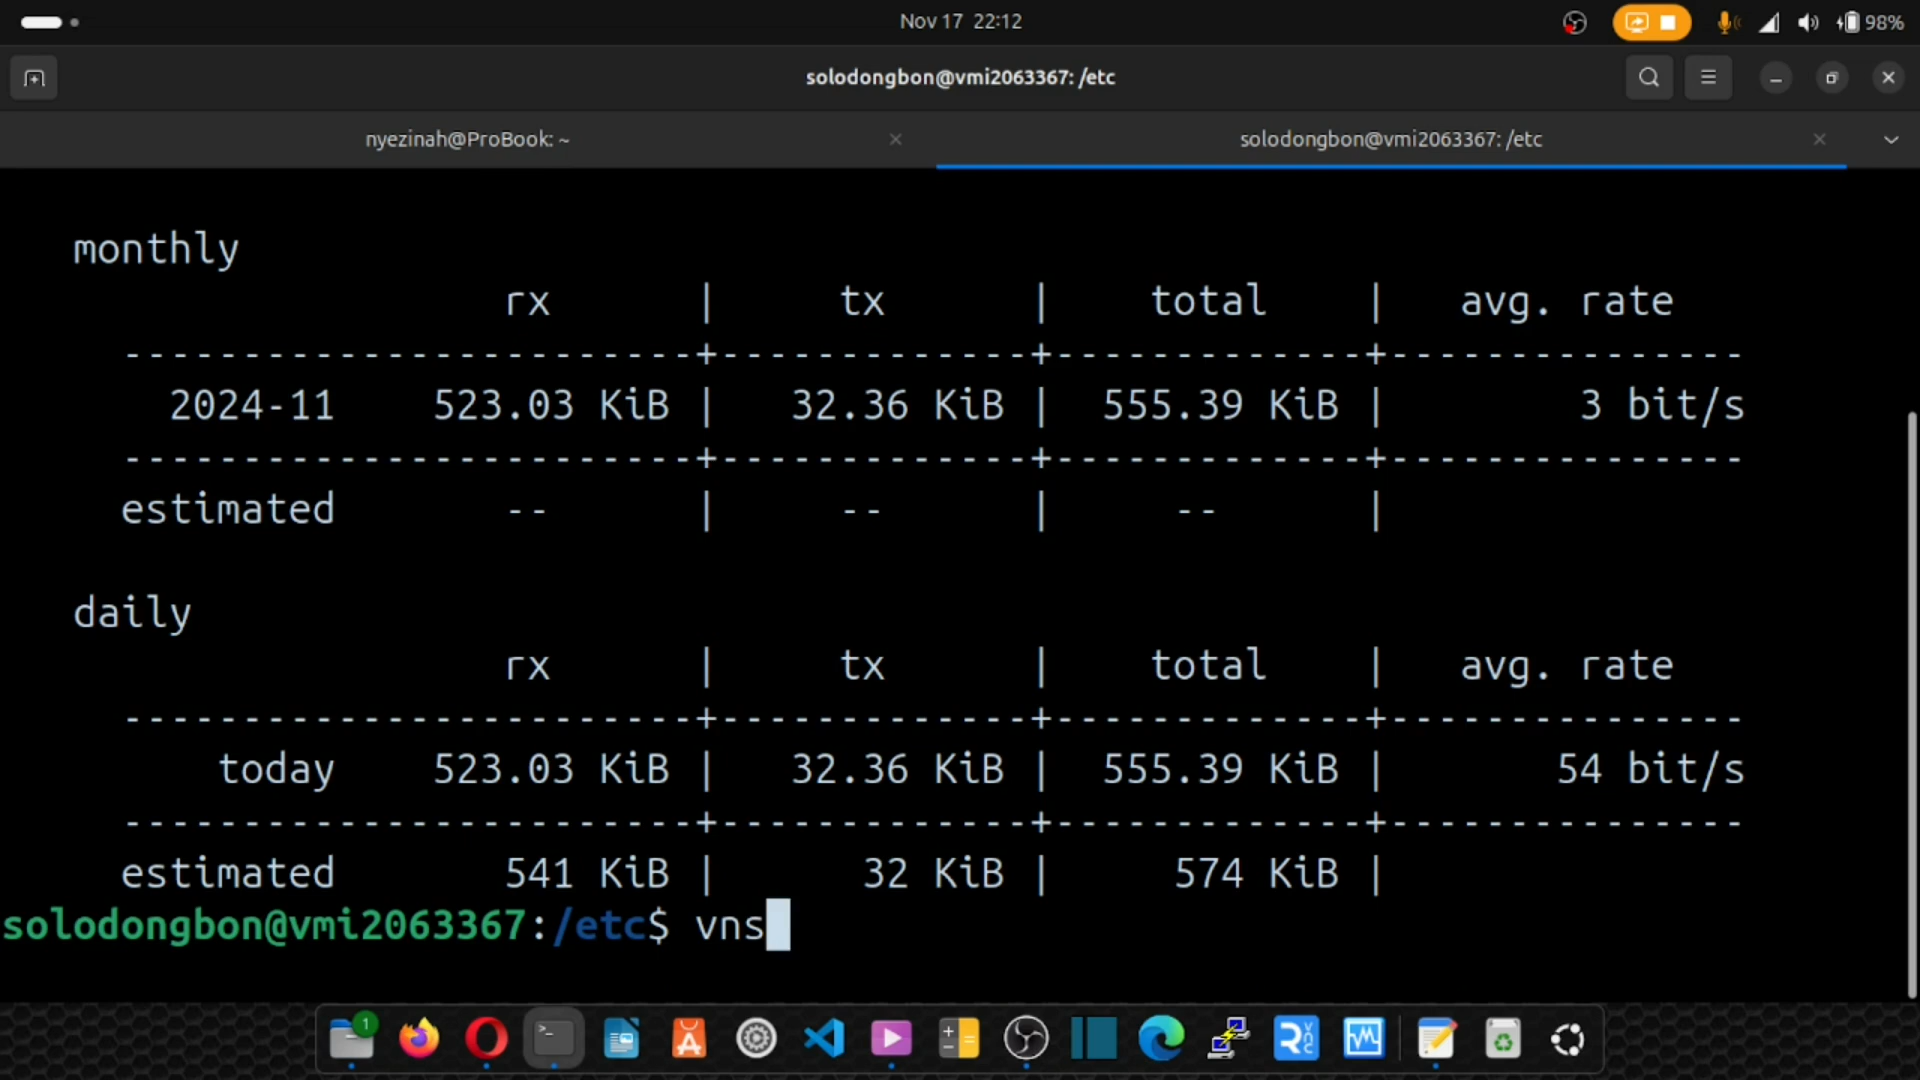 Nov 17 22:12
98%
solodongbon@vmi2063367: /etc
nyezinah@ProBook: ~
solodongbon@vmi2063367: /etc
monthly
rx | tx | total | avg. rate
------------------------+-------------+-------------+---------------
2024-11 523.03 KiB | 32.36 KiB | 555.39 KiB | 3 bit/s
------------------------+-------------+-------------+---------------
estimated -- | -- | -- |
daily
rx | tx | total | avg. rate
------------------------+-------------+-------------+---------------
today 523.03 KiB | 32.36 KiB | 555.39 KiB | 54 bit/s
------------------------+-------------+-------------+---------------
estimated 541 KiB | 32 KiB | 574 KiB |
solodongbon@vmi2063367:/etc$ vns
1